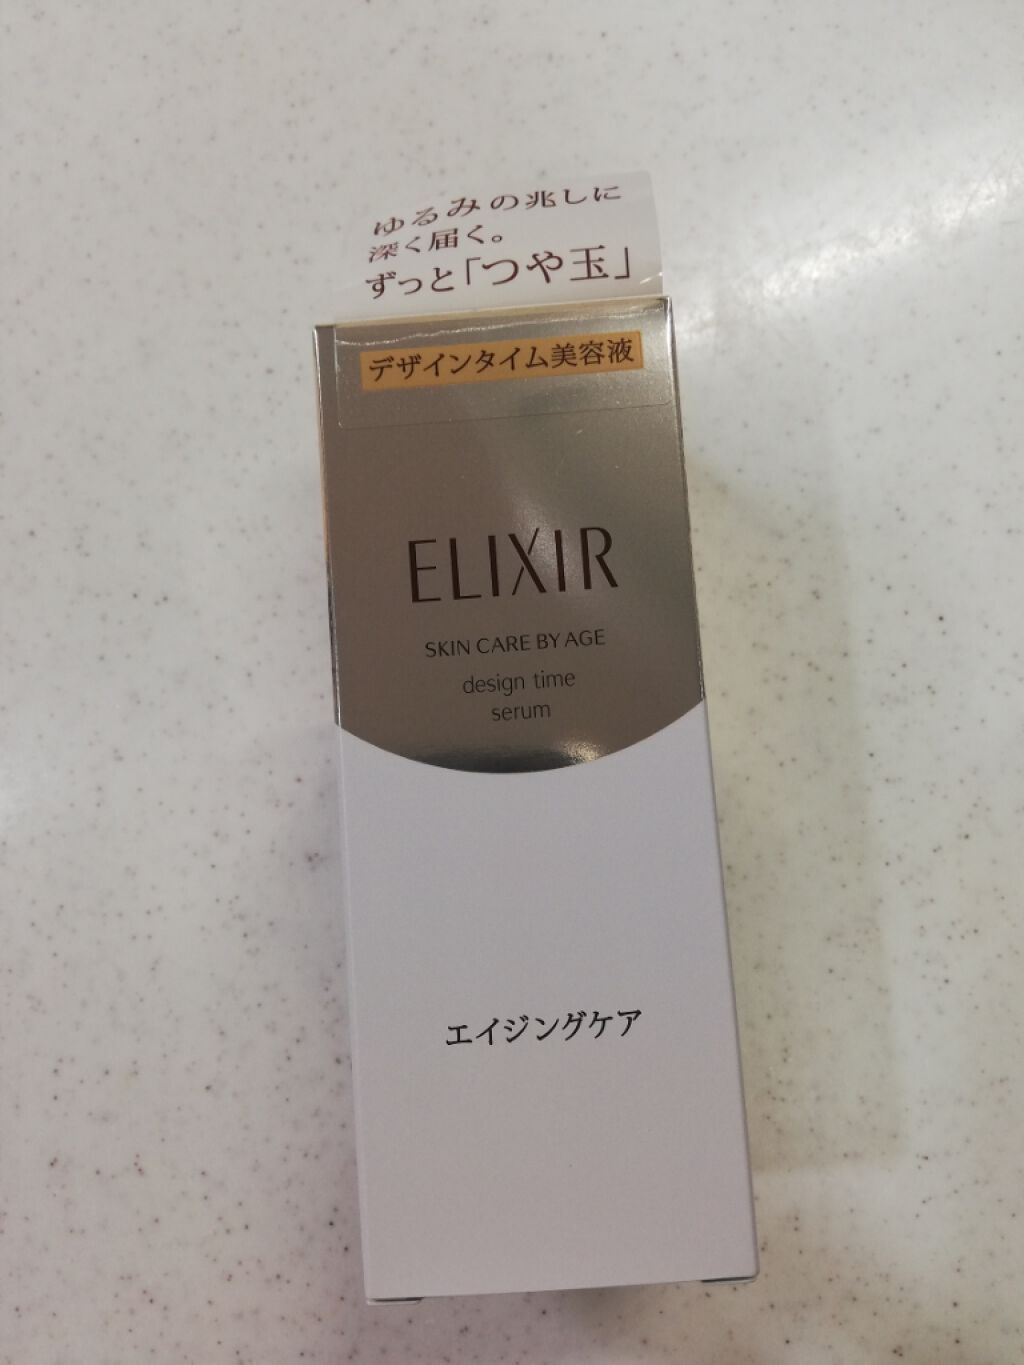 ゆるみの兆しに
深く届く。
ずっと「つや玉」
デザインタイム美容液
ELIXIR
SKIN CARE BY AGE
design time
serum
エイジングケア